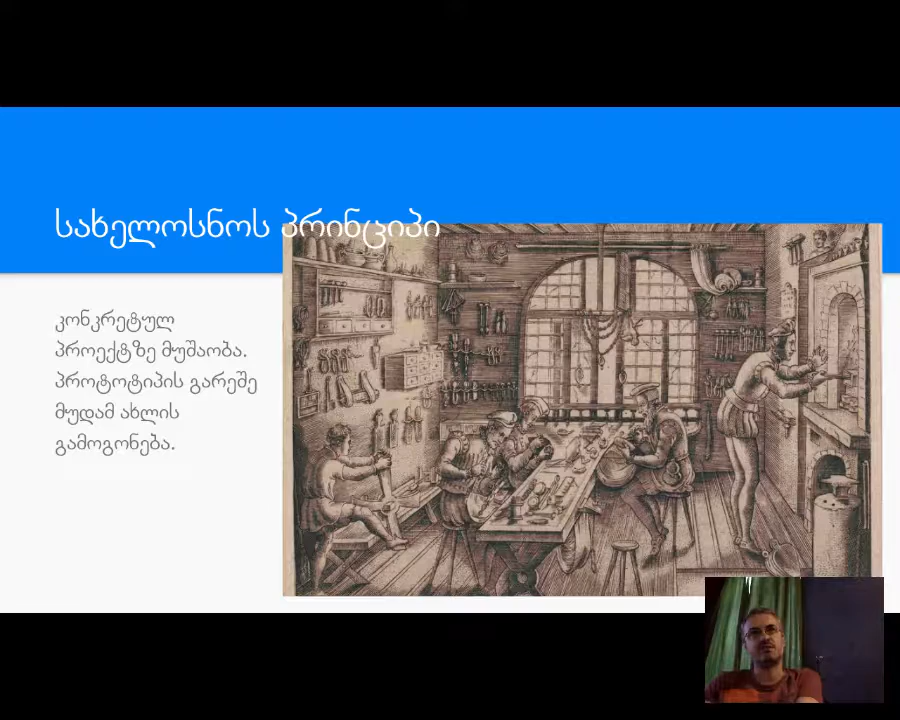 სახელოსნოს პრინციპი
კონკრეტულ
პროექტზე მუშაობა.
პროტოტიპის გარეშე
მუდამ ახლის
გამოგონება.